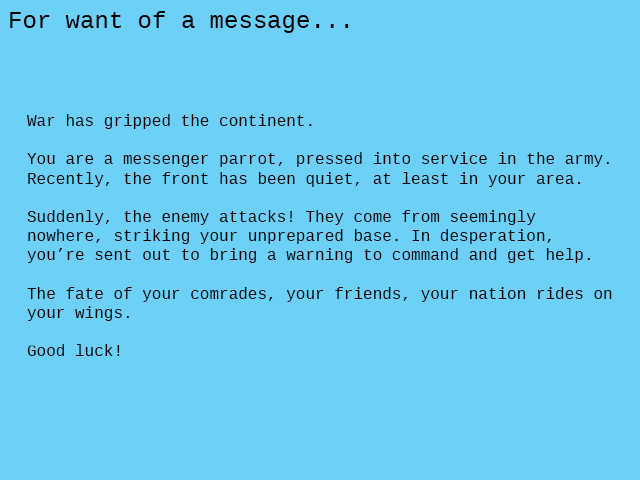 For want of a message...
War has gripped the continent.
You are a messenger parrot, pressed into service in the army.
Recently, the front has been quiet, at least in your area.
Suddenly, the enemy attacks! They come from seemingly
nowhere, striking your unprepared base. In desperation,
you’re sent out to bring a warning to command and get help.
The fate of your comrades, your friends, your nation rides on
your wings.
Good luck!